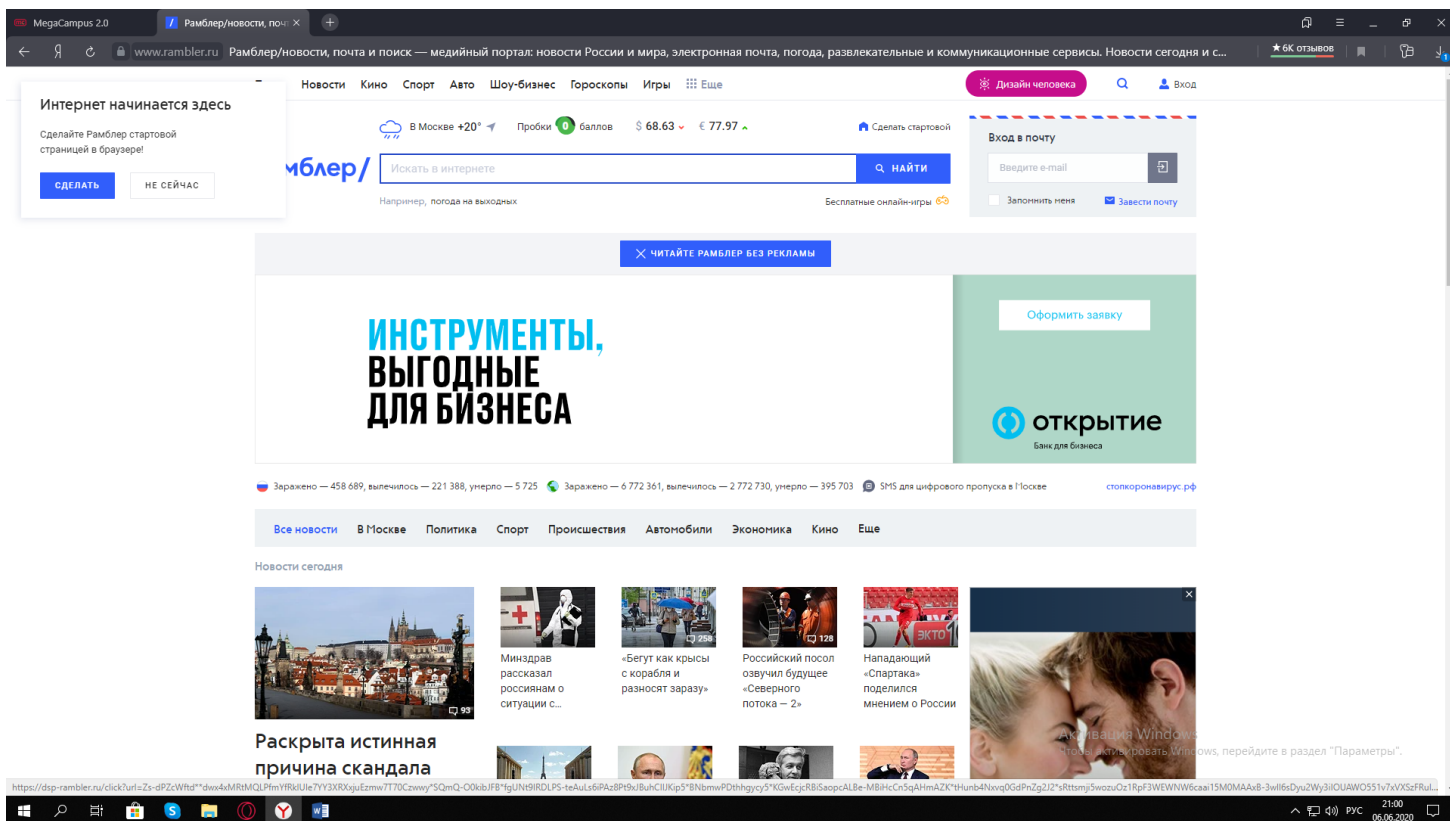 MegaCampus 2.0
Рамблер/новости, поч
www.rambler.ru Рамблер/новости, почта и поиск — медийный портал: новости России и мира, электронная почта, погода, развлекательные и коммуникационные сервисы. Новости сегодня и с...
★ 6К отзывов
Интернет начинается здесь
Сделайте Рамблер стартовой
страницей в браузере!
СДЕЛАТЬ
НЕ СЕЙЧАС
Новости Кино Спорт Авто Шоу-бизнес Гороскопы Игры Еще
Дизайн человека
Вход
В Москве +20°
Пробки 0 баллов
$ 68.63
€ 77.97
Сделать стартовой
мблер/
Искать в интернете
НАЙТИ
Например, погода на выходных
Бесплатные онлайн-игры
Вход в почту
Введите e-mail
Запомнить меня
Завести почту
ЧИТАЙТЕ РАМБЛЕР БЕЗ РЕКЛАМЫ
ИНСТРУМЕНТЫ,
ВЫГОДНЫЕ
ДЛЯ БИЗНЕСА
Оформить заявку
открытие
Банк для бизнеса
Заражено — 458 689, вылечилось — 221 388, умерло — 5 725
Заражено — 6 772 361, вылечилось — 2 772 730, умерло — 395 703
SMS для цифрового пропуска в Москве
стопкоронавирус.рф
Все новости В Москве Политика Спорт Происшествия Автомобили Экономика Кино Еще
Новости сегодня
93
Раскрыта истинная
причина скандала
Минздрав
рассказал
россиянам о
ситуации с...
258
«Бегут как крысы
с корабля и
разносят заразу»
128
Российский посол
озвучил будущее
«Северного
потока — 2»
ЭКТО
Нападающий
«Спартака»
поделился
мнением о России
Активация Windows
Чтобы активировать Windows, перейдите в раздел "Параметры".
РУС
21:00
06.06.2020